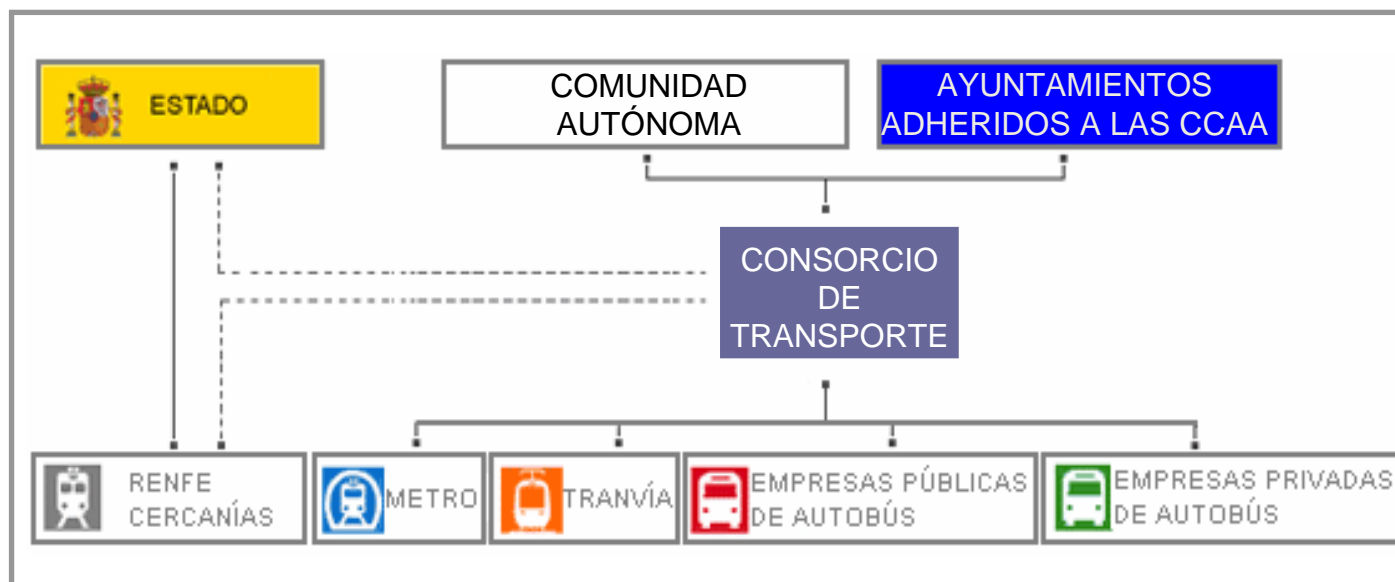 ESTADO
COMUNIDAD
AUTÓNOMA
AYUNTAMIENTOS
ADHERIDOS A LAS CCAA
CONSORCIO
DE
TRANSPORTE
RENFE
CERCANÍAS
METRO
TRANVÍA
EMPRESAS PÚBLICAS
DE AUTOBÚS
EMPRESAS PRIVADAS
DE AUTOBÚS